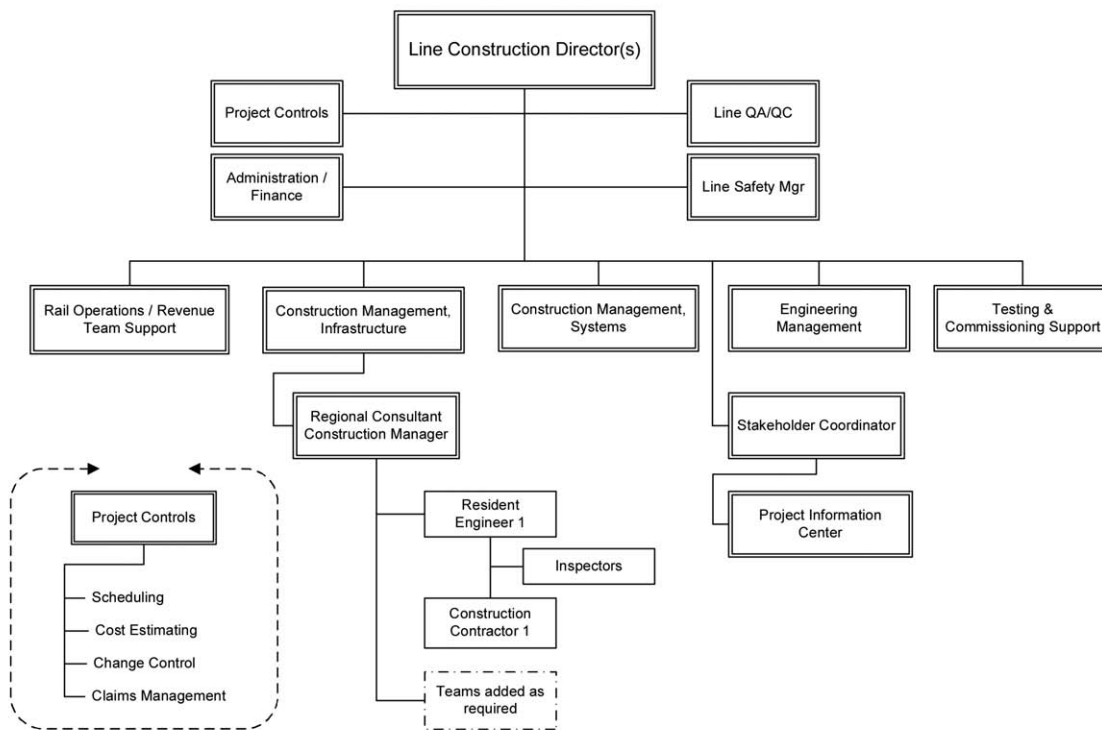 Line Construction Director(s)
Project Controls
Line QA/QC
Administration /
Finance
Line Safety Mgr
Rail Operations / Revenue
Team Support
Construction Management,
Infrastructure
Construction Management,
Systems
Engineering
Management
Testing &
Commissioning Support
Regional Consultant
Construction Manager
Stakeholder Coordinator
Project Controls
Scheduling
Cost Estimating
Change Control
Claims Management
Resident
Engineer 1
Inspectors
Construction
Contractor 1
Teams added as
required
Project Information
Center